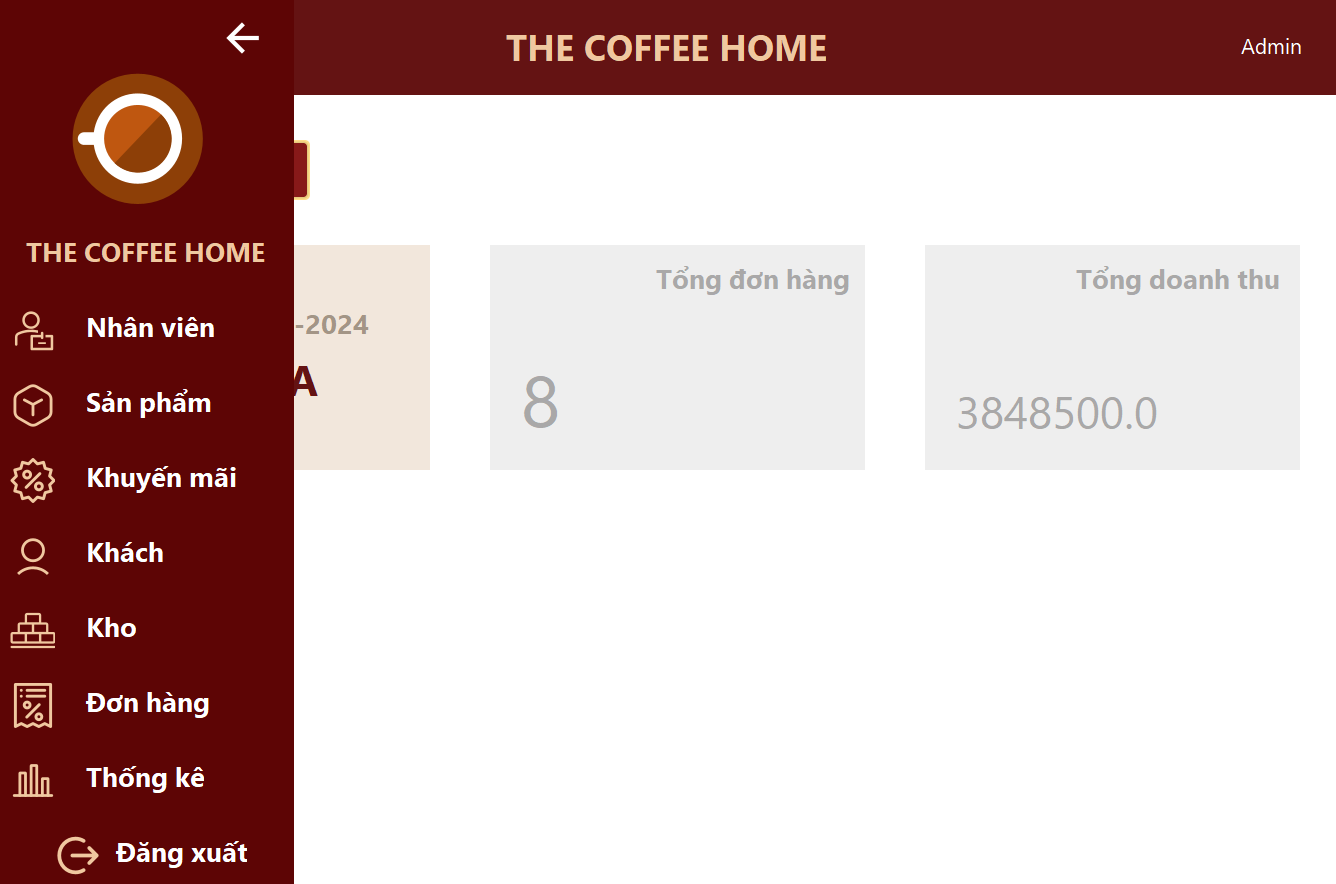 THE COFFEE HOME
Admin
THE COFFEE HOME
Nhân viên
Sản phẩm
Khuyến mãi
Khách
Kho
Đơn hàng
Thống kê
Đăng xuất
-2024
A
Tổng đơn hàng
8
Tổng doanh thu
3848500.0